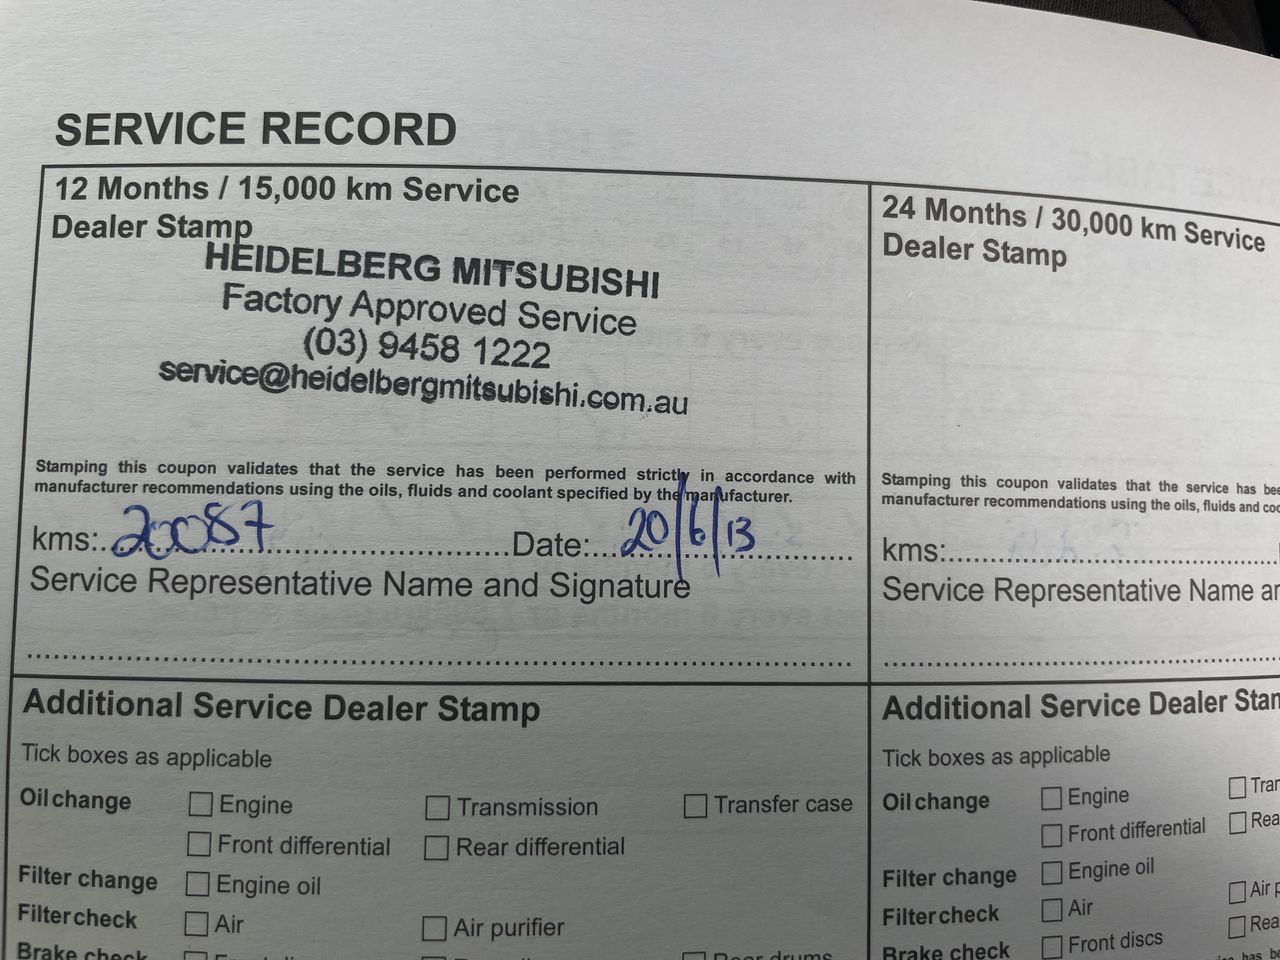 SERVICE RECORD
12 Months / 15,000 km Service
Dealer Stamp
HEIDELBERG MITSUBISHI
Factory Approved Service
(03) 9458 1222
service@heidelbergmitsubishi.com.au
Stamping this coupon validates that the service has been performed strictly in accordance with
manufacturer recommendations using the oils, fluids and coolant specified by the manufacturer.
kms: 20087 Date: 20/6/13
Service Representative Name and Signature
Additional Service Dealer Stamp
Tick boxes as applicable
Oil change Engine Transmission Transfer case
Front differential Rear differential
Filter change Engine oil
Filter check Air Air purifier
Brake check
24 Months / 30,000 km Service
Dealer Stamp
Stamping this coupon validates that the service has
manufacturer recommendations using the oils, fluids and
kms:
Service Representative Name
Additional Service Dealer
Tick boxes as applicable
Oil change Engine
Front differential
Filter change Engine oil
Filter check Air
Brake check Front discs